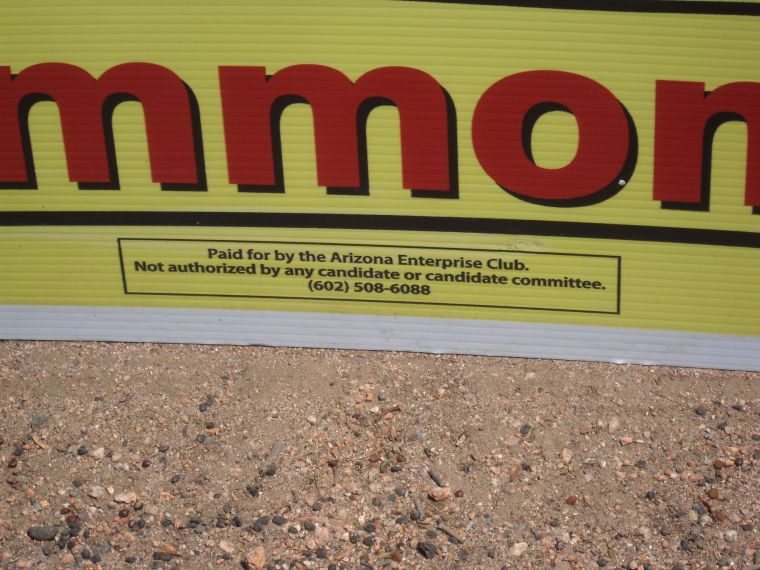 mmon
Paid for by the Arizona Enterprise Club.
Not authorized by any candidate or candidate committee.
(602) 508-6088